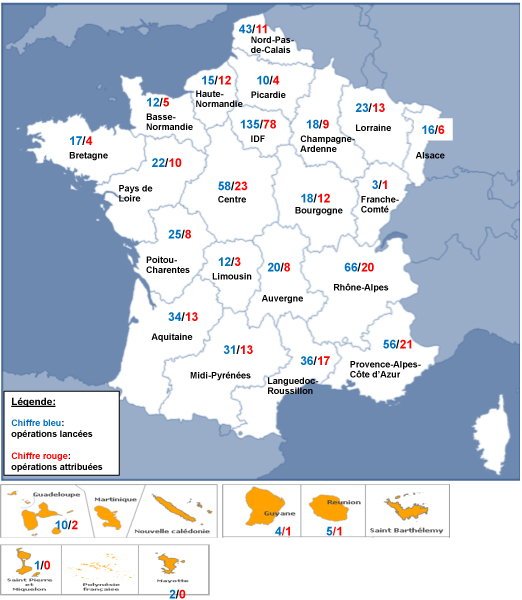 43/11
Nord-Pas-
de-Calais
15/12
Haute-
Normandie
10/4
Picardie
12/5
Basse-
Normandie
135/78
IDF
18/9
Champagne-
Ardenne
23/13
Lorraine
16/6
Alsace
17/4
Bretagne
22/10
Pays de
Loire
58/23
Centre
18/12
Bourgogne
3/1
Franche-
Comté
25/8
Poitou-
Charentes
12/3
Limousin
20/8
Auvergne
66/20
Rhône-Alpes
34/13
Aquitaine
31/13
Midi-Pyrénées
36/17
Languedoc-
Roussillon
56/21
Provence-Alpes-
Côte d'Azur
Légende:
Chiffre bleu:
opérations lancées
Chiffre rouge:
opérations attribuées
Guadeloupe
10/2
Martinique
Nouvelle calédonie
Guyane
4/1
Reunion
5/1
Saint Barthélemy
1/0
Saint Pierre
et
Miquelon
Polynésie
française
Mayotte
2/0